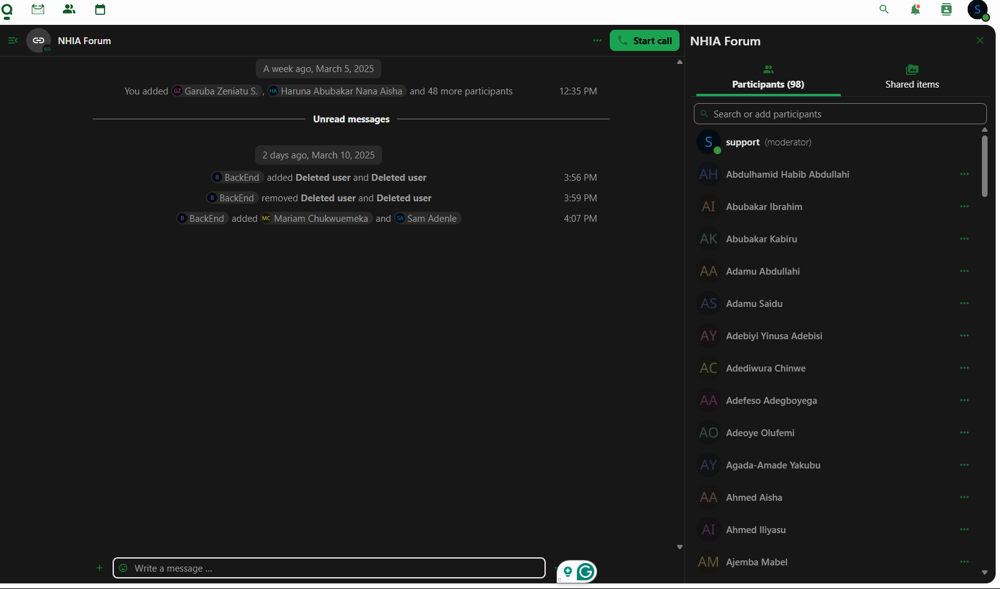 S
NHIA Forum
Start call
A week ago, March 5, 2025
You added GZ Garuba Zeniatu S. , HA Haruna Abubakar Nana Aisha and 48 more participants 12:35 PM
Unread messages
2 days ago, March 10, 2025
B BackEnd added Deleted user and Deleted user 3:56 PM
B BackEnd removed Deleted user and Deleted user 3:59 PM
B BackEnd added MC Mariam Chukwuemeka and SA Sam Adenle 4:07 PM
Write a message ...
NHIA Forum
Participants (98)
Shared items
Search or add participants
S support (moderator)
AH Abdulhamid Habib Abdullahi
AI Abubakar Ibrahim
AK Abubakar Kabiru
AA Adamu Abdullahi
AS Adamu Saidu
AY Adebiyi Yinusa Adebisi
AC Adediwura Chinwe
AA Adefeso Adegboyega
AO Adeoye Olufemi
AY Agada-Amade Yakubu
AA Ahmed Aisha
AI Ahmed Iliyasu
AM Ajemba Mabel